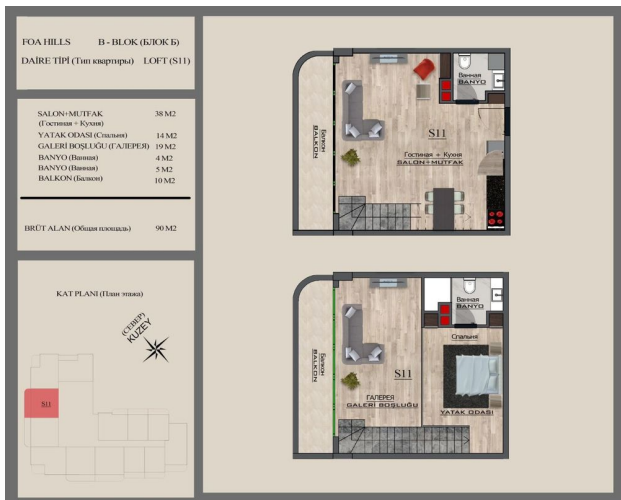 FOA HILLS B - BLOK (БЛОК Б)
DAİRE TİPİ (Тип квартиры) LOFT (S11)
SALON+MUTFAK 38 M2
(Гостиная + Кухня)
YATAK ODASI (Спальня) 14 M2
GALERİ BOŞLUĞU (ГАЛЕРЕЯ) 19 M2
BANYO (Ванная) 4 M2
BANYO (Ванная) 5 M2
BALKON (Балкон) 10 M2
BRÜT ALAN (Общая площадь) 90 M2
KAT PLANI (План этажа)
(СЕВЕР)
KUZEY
S11
Ванная
BANYO
S11
Гостиная + Кухня
SALON+MUTFAK
Балкон
BALKON
Ванная
BANYO
Спальня
S11
ГАЛЕРЕЯ
GALERİ BOŞLUĞU
YATAK ODASI
Балкон
BALKON